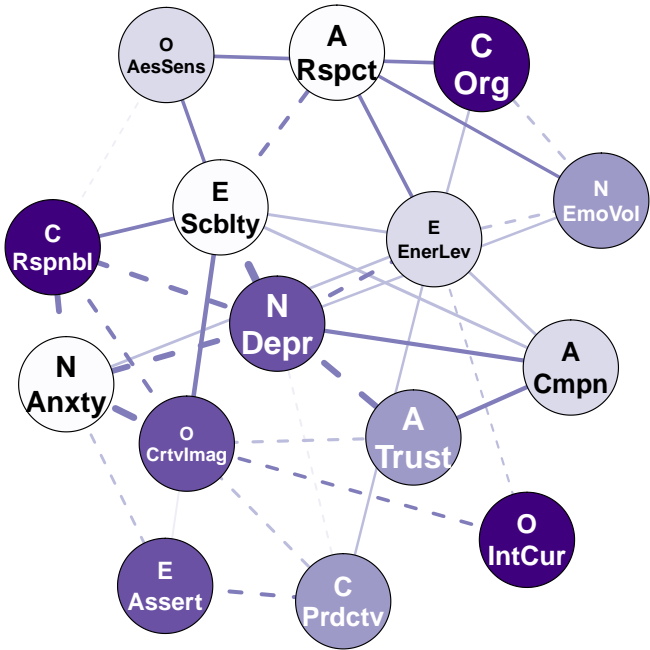 O
AesSens
A
Rspct
C
Org
N
EmoVol
E
Scblty
E
EnerLev
C
Rspnbl
N
Depr
A
Cmpn
N
Anxty
O
CrtvImag
A
Trust
O
IntCur
E
Assert
C
Prdctv